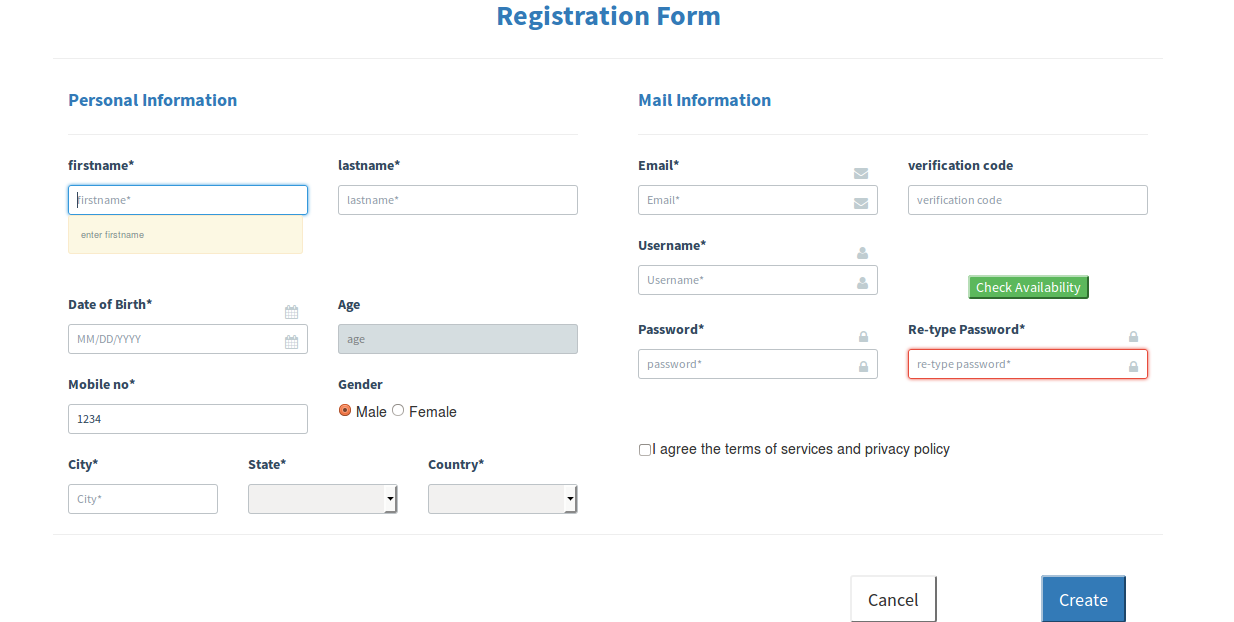 Registration Form
Personal Information
firstname* lastname*
firstname* lastname*
enter firstname
Date of Birth* Age
MM/DD/YYYY age
Mobile no* Gender
1234 Male Female
City* State* Country*
City*
Mail Information
Email* verification code
Email* verification code
Username*
Username* Check Availability
Password* Re-type Password*
password* re-type password*
I agree the terms of services and privacy policy
Cancel Create